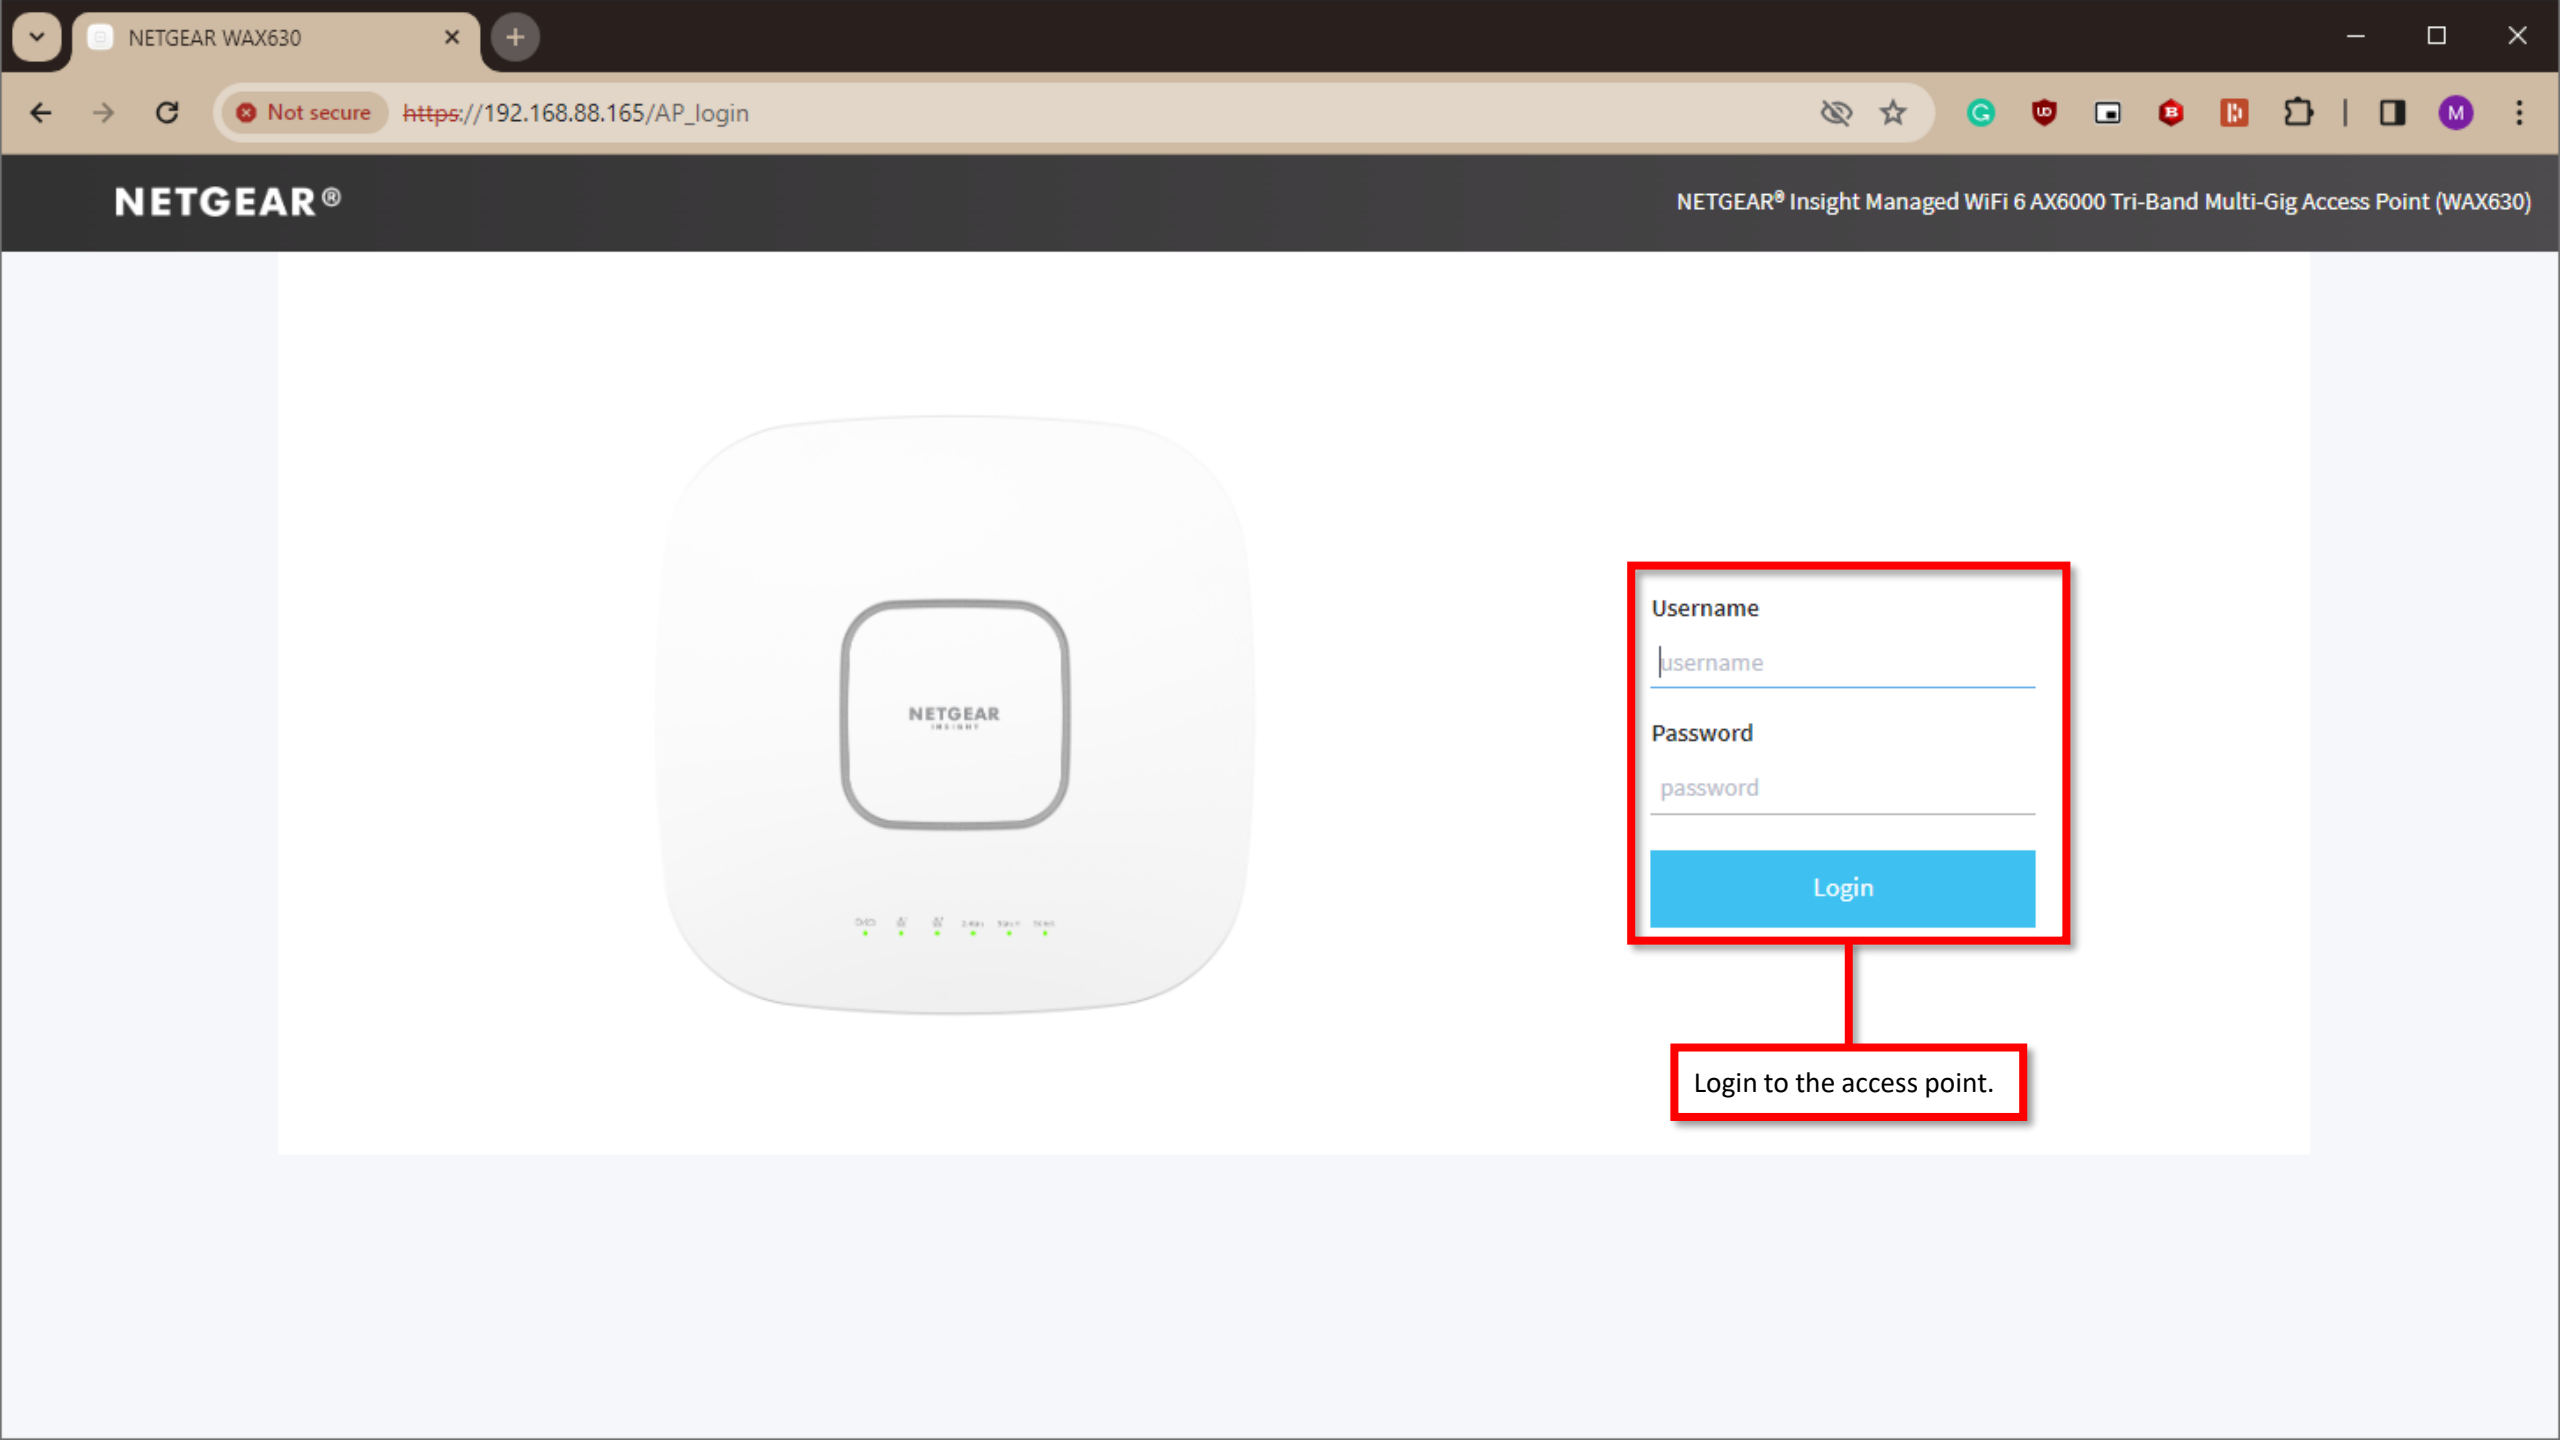 NETGEAR WAX630
Not secure https://192.168.88.165/AP_login
M
NETGEAR® NETGEAR® Insight Managed WiFi 6 AX6000 Tri-Band Multi-Gig Access Point (WAX630)
Username
username
NETGEAR
INSIGHT
Password
password
Login
Login to the access point.